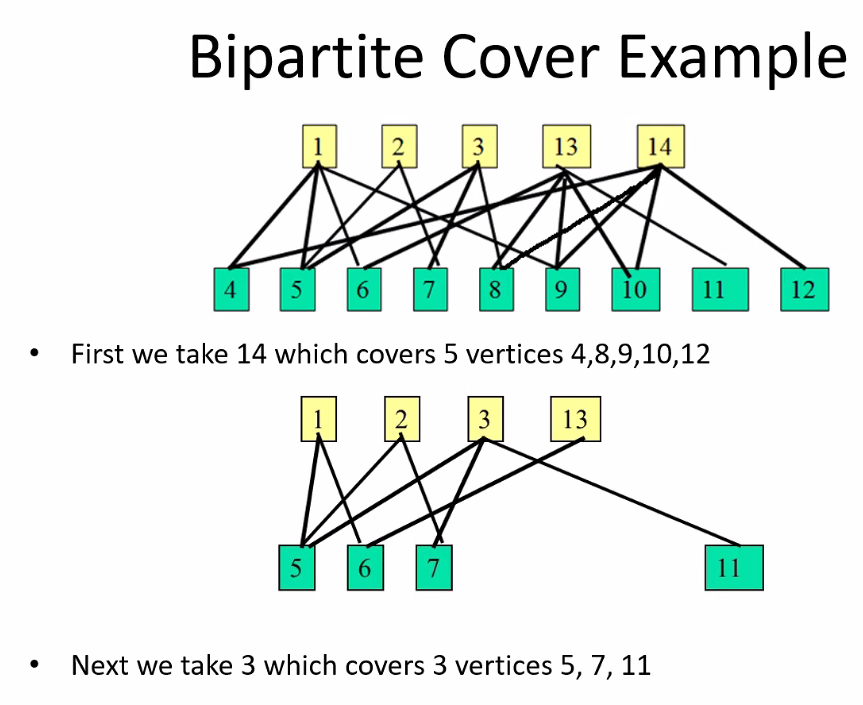 Bipartite Cover Example
1 2 3 13 14
4 5 6 7 8 9 10 11 12
• First we take 14 which covers 5 vertices 4,8,9,10,12
1 2 3 13
5 6 7 11
• Next we take 3 which covers 3 vertices 5, 7, 11